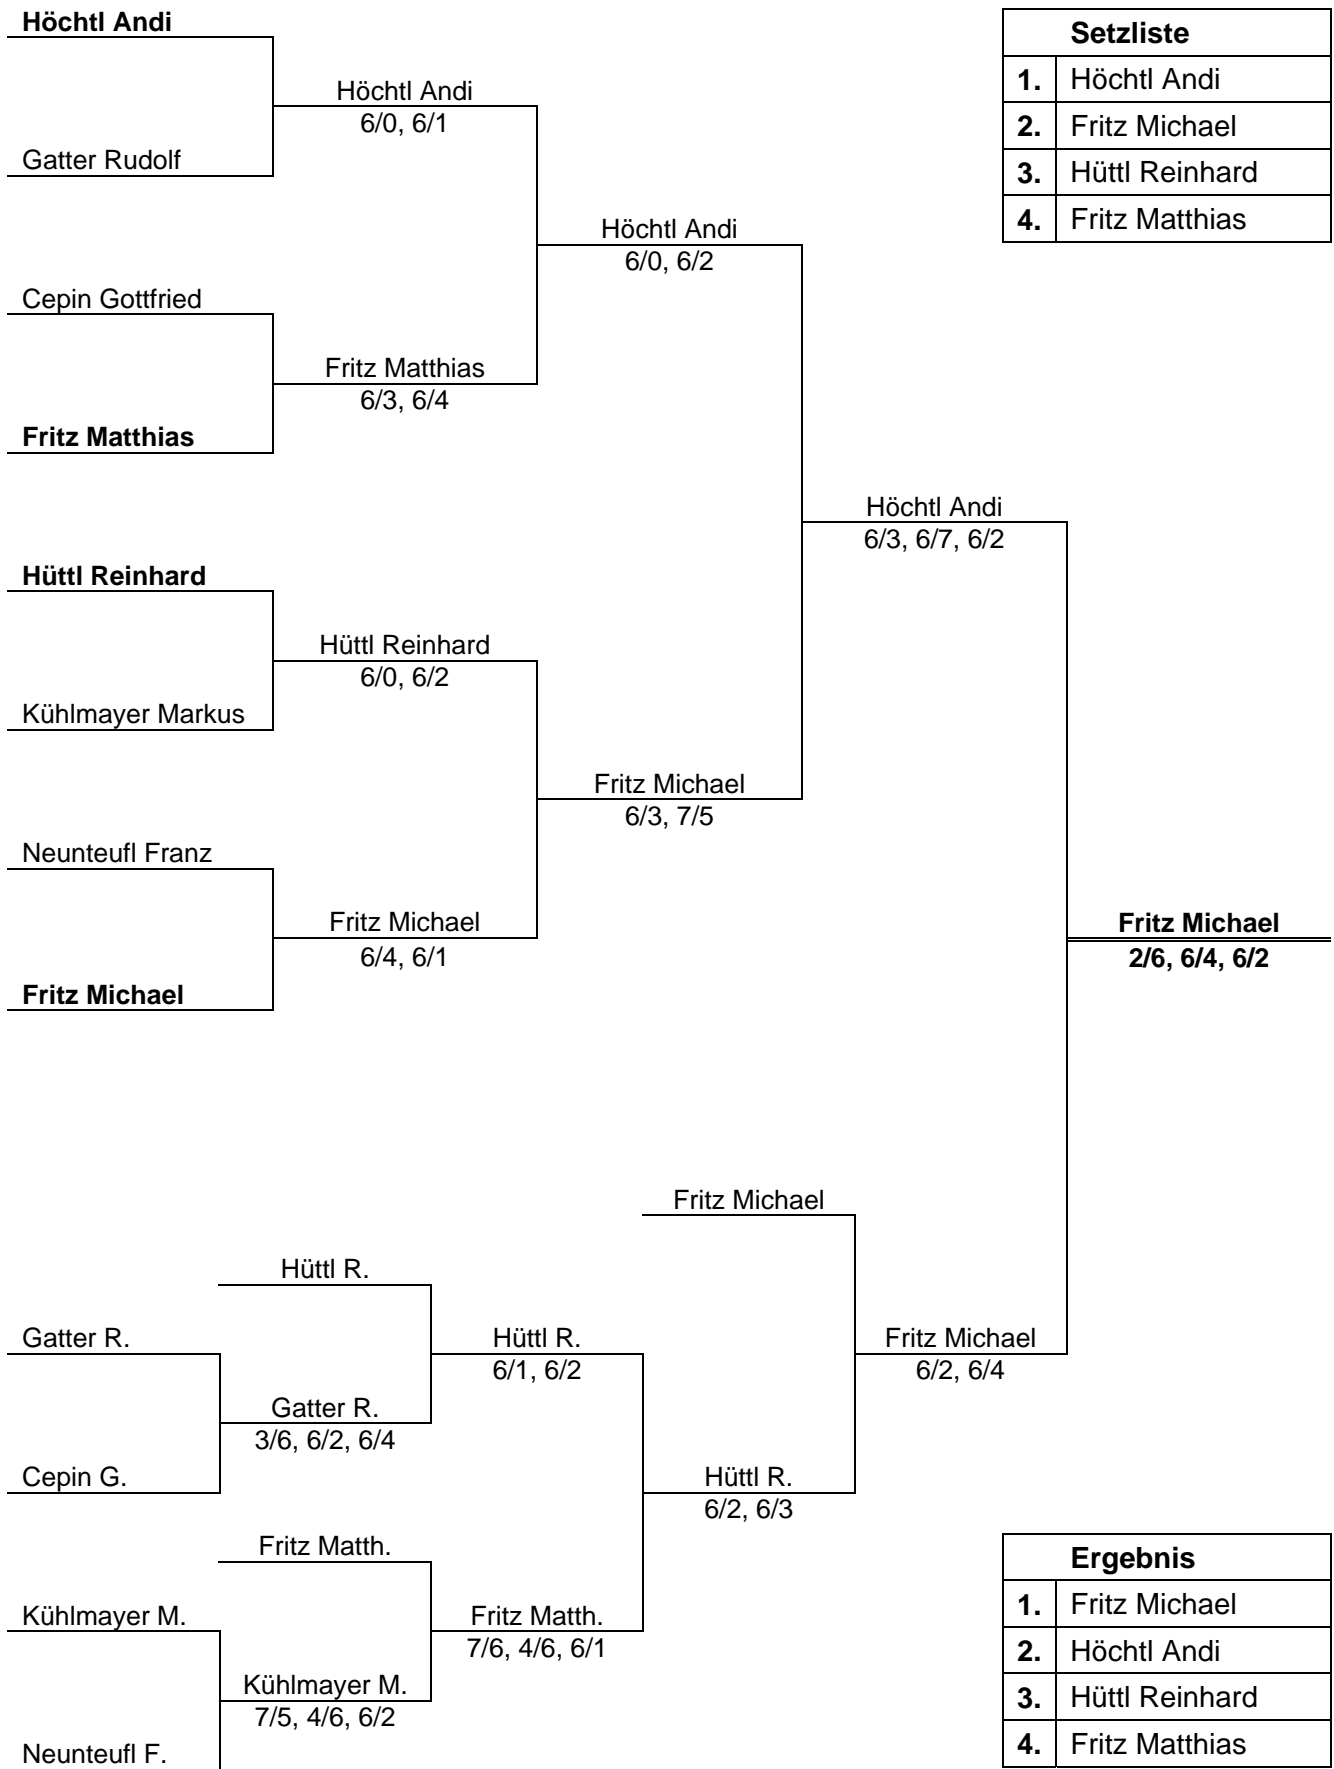 Höchtl Andi
Setzliste
1. Höchtl Andi
2. Fritz Michael
3. Hüttl Reinhard
4. Fritz Matthias
Höchtl Andi
6/0, 6/1
Gatter Rudolf
Höchtl Andi
6/0, 6/2
Cepin Gottfried
Fritz Matthias
6/3, 6/4
Fritz Matthias
Höchtl Andi
6/3, 6/7, 6/2
Hüttl Reinhard
Hüttl Reinhard
6/0, 6/2
Kühlmayer Markus
Fritz Michael
6/3, 7/5
Neunteufl Franz
Fritz Michael
6/4, 6/1
Fritz Michael
2/6, 6/4, 6/2
Fritz Michael
Fritz Michael
Hüttl R.
Gatter R.
Hüttl R.
6/1, 6/2
Fritz Michael
6/2, 6/4
Gatter R.
3/6, 6/2, 6/4
Cepin G.
Hüttl R.
6/2, 6/3
Fritz Matth.
Kühlmayer M.
Fritz Matth.
7/6, 4/6, 6/1
Kühlmayer M.
7/5, 4/6, 6/2
Neunteufl F.
Ergebnis
1. Fritz Michael
2. Höchtl Andi
3. Hüttl Reinhard
4. Fritz Matthias